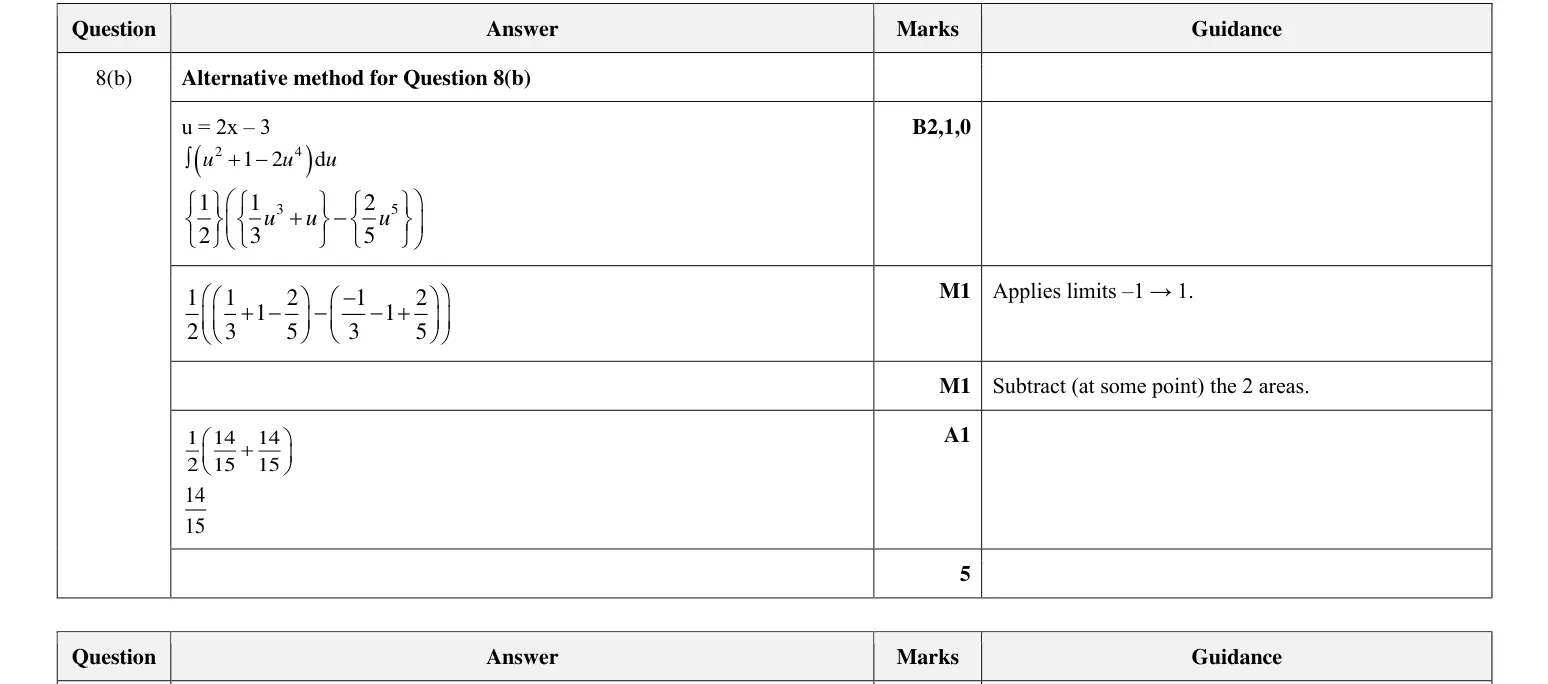 Question Answer Marks Guidance
8(b) Alternative method for Question 8(b)
u = 2x – 3 B2,1,0
∫(u² + 1 − 2u⁴)du
{1/2}({1/3 u³ + u} − {2/5 u⁵})
1/2((1/3 + 1 − 2/5) − (−1/3 − 1 + 2/5)) M1 Applies limits –1 → 1.
M1 Subtract (at some point) the 2 areas.
1/2(14/15 + 14/15) A1
14/15
5
Question Answer Marks Guidance